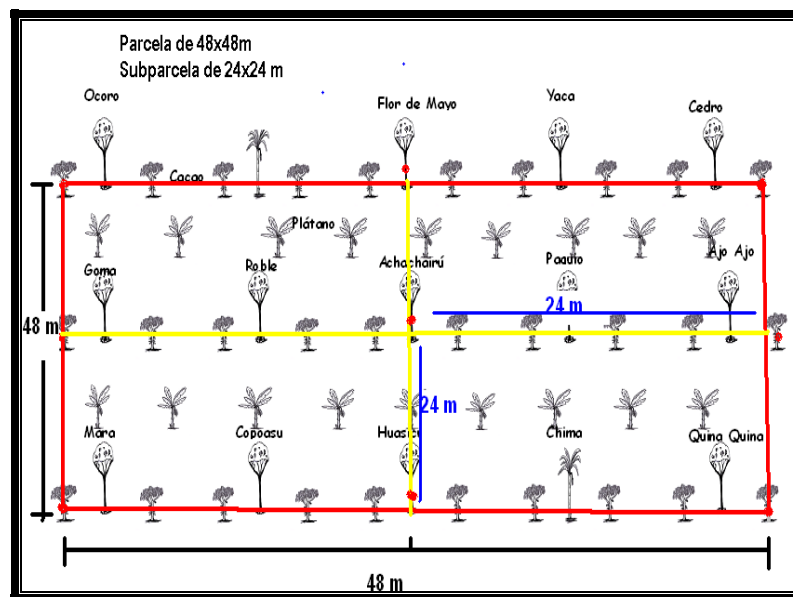 Parcela de 48x48m
Subparcela de 24x24 m
Ocoro
Flor de Mayo
Yaca
Cedro
Cacao
Plátano
Goma
Roble
Achachairú
Ajo Ajo
24 m
48 m
24 m
Mara
Copoasu
Chima
Quina Quina
48 m